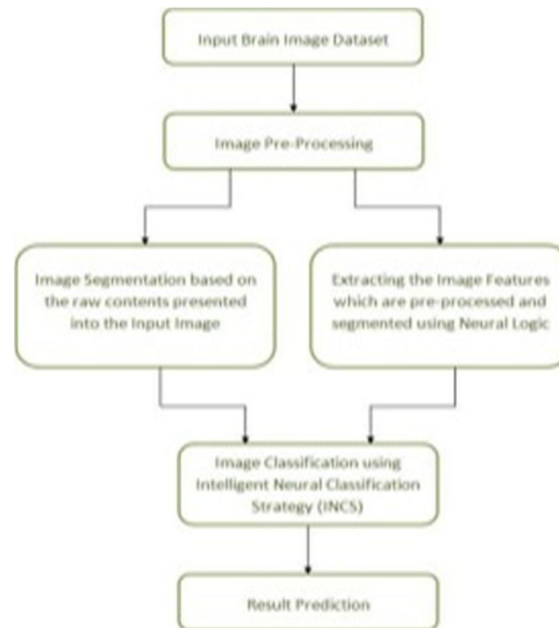 Input Brain Image Dataset
Image Pre-Processing
Image Segmentation based on
the raw contents presented
into the Input Image
Extracting the Image Features
which are pre-processed and
segmented using Neural Logic
Image Classification using
Intelligent Neural Classification
Strategy (INCS)
Result Prediction